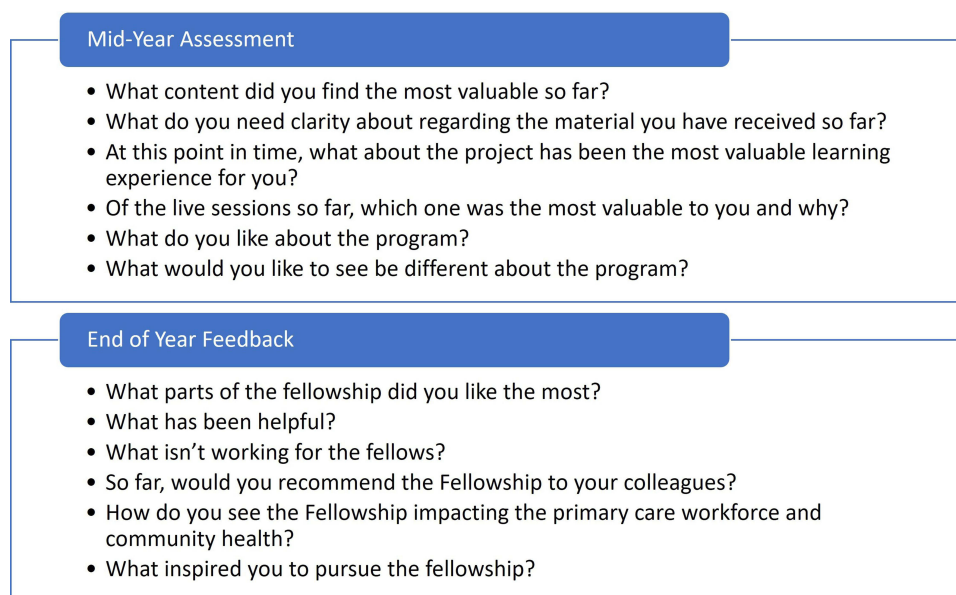 Mid-Year Assessment
• What content did you find the most valuable so far?
• What do you need clarity about regarding the material you have received so far?
• At this point in time, what about the project has been the most valuable learning
experience for you?
• Of the live sessions so far, which one was the most valuable to you and why?
• What do you like about the program?
• What would you like to see be different about the program?
End of Year Feedback
• What parts of the fellowship did you like the most?
• What has been helpful?
• What isn’t working for the fellows?
• So far, would you recommend the Fellowship to your colleagues?
• How do you see the Fellowship impacting the primary care workforce and
community health?
• What inspired you to pursue the fellowship?